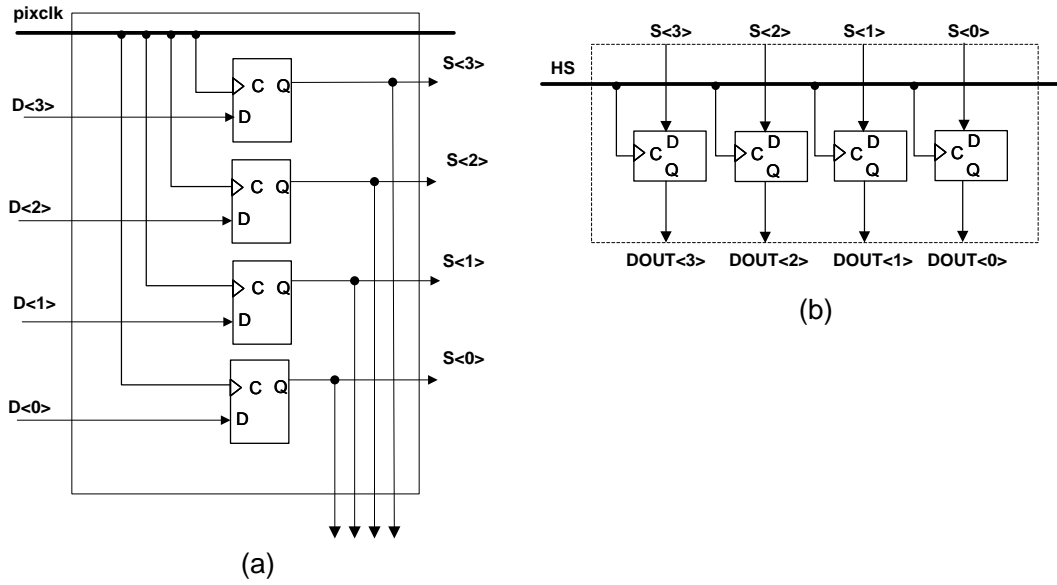 pixclk
D<3>
C Q
D
S<3>
D<2>
C Q
D
S<2>
D<1>
C Q
D
S<1>
D<0>
C Q
D
S<0>
(a)
S<3> S<2> S<1> S<0>
HS
D D D D
C C C C
Q Q Q Q
DOUT<3> DOUT<2> DOUT<1> DOUT<0>
(b)